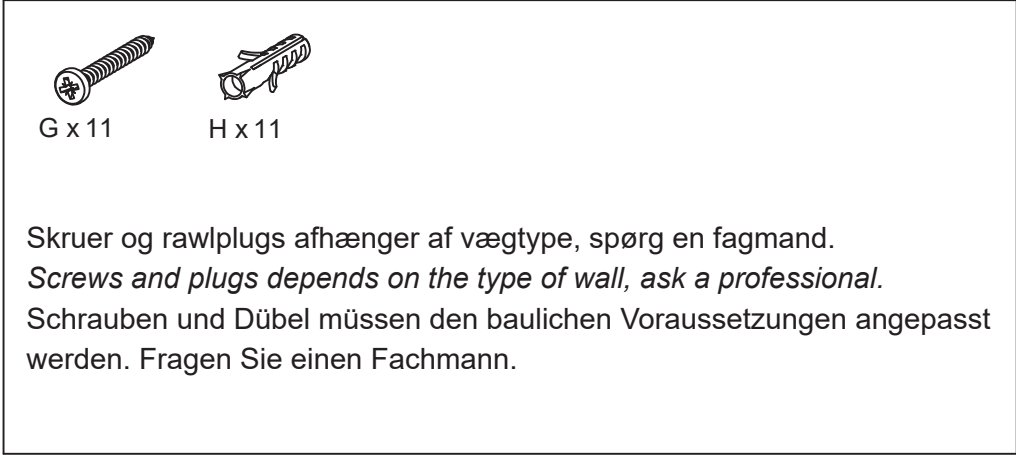 G x 11 H x 11
Skruer og rawlplugs afhænger af vægtype, spørg en fagmand.
Screws and plugs depends on the type of wall, ask a professional.
Schrauben und Dübel müssen den baulichen Voraussetzungen angepasst
werden. Fragen Sie einen Fachmann.